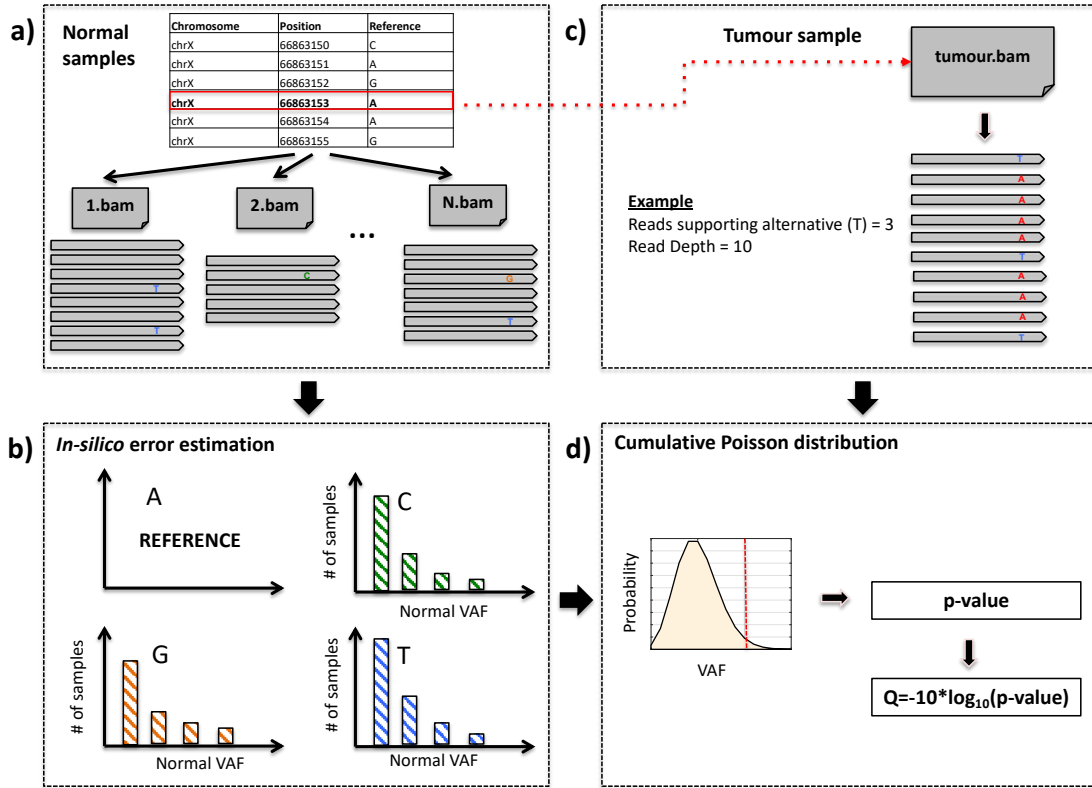 a)
Normal samples
Chromosome Position Reference
chrX 66863150 C
chrX 66863151 A
chrX 66863152 G
chrX 66863153 A
chrX 66863154 A
chrX 66863155 G
1.bam
2.bam
...
N.bam
T
T
C
G
T
c)
Tumour sample
tumour.bam
Example
Reads supporting alternative (T) = 3
Read Depth = 10
T
A
A
A
A
T
A
A
A
T
b)
In-silico error estimation
A
REFERENCE
# of samples
C
Normal VAF
# of samples
G
Normal VAF
# of samples
T
Normal VAF
d)
Cumulative Poisson distribution
Probability
VAF
p-value
Q=-10*log10(p-value)